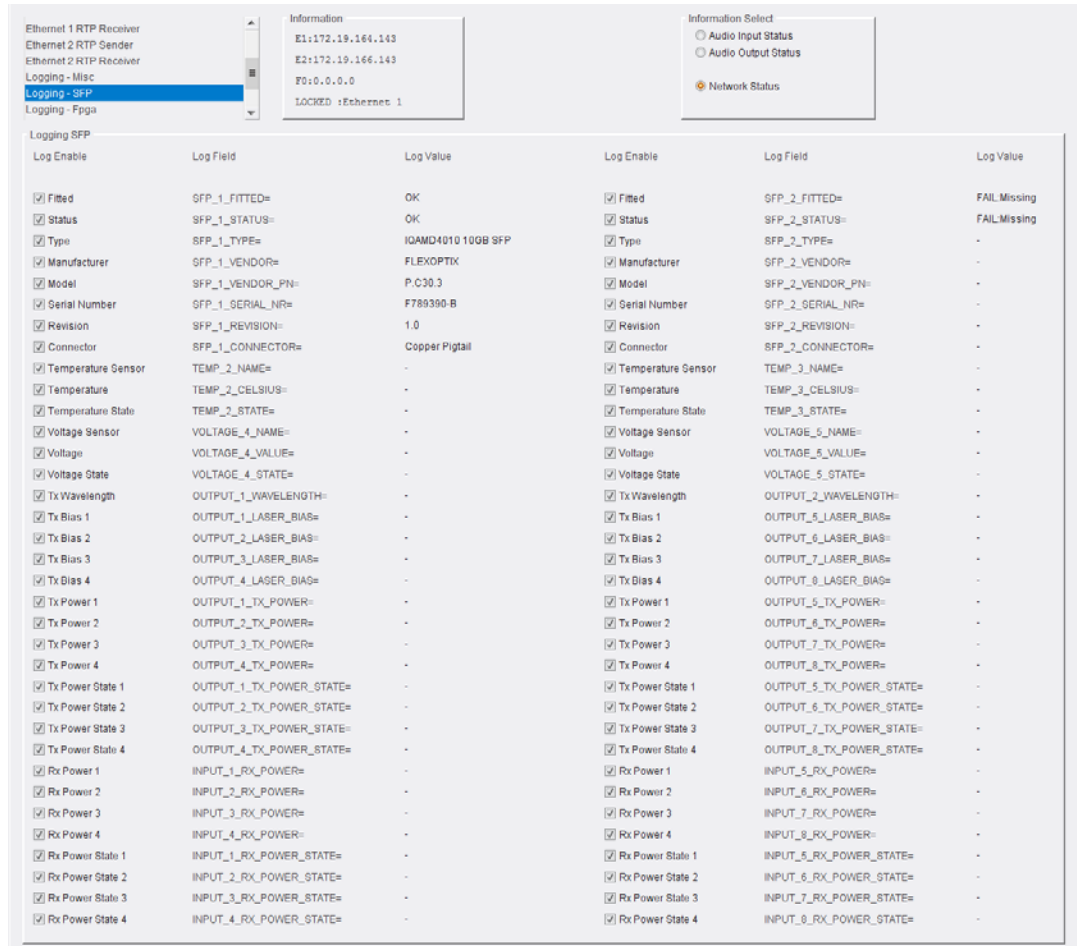 Ethernet 1 RTP Receiver
Ethernet 2 RTP Sender
Ethernet 2 RTP Receiver
Logging - Misc
Logging - SFP
Logging - Fpga
Information
E1:172.19.164.143
E2:172.19.166.143
F0:0.0.0.0
LOCKED :Ethernet 1
Information Select
Audio Input Status
Audio Output Status
Network Status
Logging SFP
Log Enable Log Field Log Value Log Enable Log Field Log Value
Fitted SFP_1_FITTED= OK Fitted SFP_2_FITTED= FAIL:Missing
Status SFP_1_STATUS= OK Status SFP_2_STATUS= FAIL:Missing
Type SFP_1_TYPE= IQAMD4010 10GB SFP Type SFP_2_TYPE= -
Manufacturer SFP_1_VENDOR= FLEXOPTIX Manufacturer SFP_2_VENDOR= -
Model SFP_1_VENDOR_PN= P.C30.3 Model SFP_2_VENDOR_PN= -
Serial Number SFP_1_SERIAL_NR= F789390-B Serial Number SFP_2_SERIAL_NR= -
Revision SFP_1_REVISION= 1.0 Revision SFP_2_REVISION= -
Connector SFP_1_CONNECTOR= Copper Pigtail Connector SFP_2_CONNECTOR= -
Temperature Sensor TEMP_2_NAME= - Temperature Sensor TEMP_3_NAME= -
Temperature TEMP_2_CELSIUS= - Temperature TEMP_3_CELSIUS= -
Temperature State TEMP_2_STATE= - Temperature State TEMP_3_STATE= -
Voltage Sensor VOLTAGE_4_NAME= - Voltage Sensor VOLTAGE_5_NAME= -
Voltage VOLTAGE_4_VALUE= - Voltage VOLTAGE_5_VALUE= -
Voltage State VOLTAGE_4_STATE= - Voltage State VOLTAGE_5_STATE= -
Tx Wavelength OUTPUT_1_WAVELENGTH= - Tx Wavelength OUTPUT_2_WAVELENGTH= -
Tx Bias 1 OUTPUT_1_LASER_BIAS= - Tx Bias 1 OUTPUT_5_LASER_BIAS= -
Tx Bias 2 OUTPUT_2_LASER_BIAS= - Tx Bias 2 OUTPUT_6_LASER_BIAS= -
Tx Bias 3 OUTPUT_3_LASER_BIAS= - Tx Bias 3 OUTPUT_7_LASER_BIAS= -
Tx Bias 4 OUTPUT_4_LASER_BIAS= - Tx Bias 4 OUTPUT_8_LASER_BIAS= -
Tx Power 1 OUTPUT_1_TX_POWER= - Tx Power 1 OUTPUT_5_TX_POWER= -
Tx Power 2 OUTPUT_2_TX_POWER= - Tx Power 2 OUTPUT_6_TX_POWER= -
Tx Power 3 OUTPUT_3_TX_POWER= - Tx Power 3 OUTPUT_7_TX_POWER= -
Tx Power 4 OUTPUT_4_TX_POWER= - Tx Power 4 OUTPUT_8_TX_POWER= -
Tx Power State 1 OUTPUT_1_TX_POWER_STATE= - Tx Power State 1 OUTPUT_5_TX_POWER_STATE= -
Tx Power State 2 OUTPUT_2_TX_POWER_STATE= - Tx Power State 2 OUTPUT_6_TX_POWER_STATE= -
Tx Power State 3 OUTPUT_3_TX_POWER_STATE= - Tx Power State 3 OUTPUT_7_TX_POWER_STATE= -
Tx Power State 4 OUTPUT_4_TX_POWER_STATE= - Tx Power State 4 OUTPUT_8_TX_POWER_STATE= -
Rx Power 1 INPUT_1_RX_POWER= - Rx Power 1 INPUT_5_RX_POWER= -
Rx Power 2 INPUT_2_RX_POWER= - Rx Power 2 INPUT_6_RX_POWER= -
Rx Power 3 INPUT_3_RX_POWER= - Rx Power 3 INPUT_7_RX_POWER= -
Rx Power 4 INPUT_4_RX_POWER= - Rx Power 4 INPUT_8_RX_POWER= -
Rx Power State 1 INPUT_1_RX_POWER_STATE= - Rx Power State 1 INPUT_5_RX_POWER_STATE= -
Rx Power State 2 INPUT_2_RX_POWER_STATE= - Rx Power State 2 INPUT_6_RX_POWER_STATE= -
Rx Power State 3 INPUT_3_RX_POWER_STATE= - Rx Power State 3 INPUT_7_RX_POWER_STATE= -
Rx Power State 4 INPUT_4_RX_POWER_STATE= - Rx Power State 4 INPUT_8_RX_POWER_STATE= -